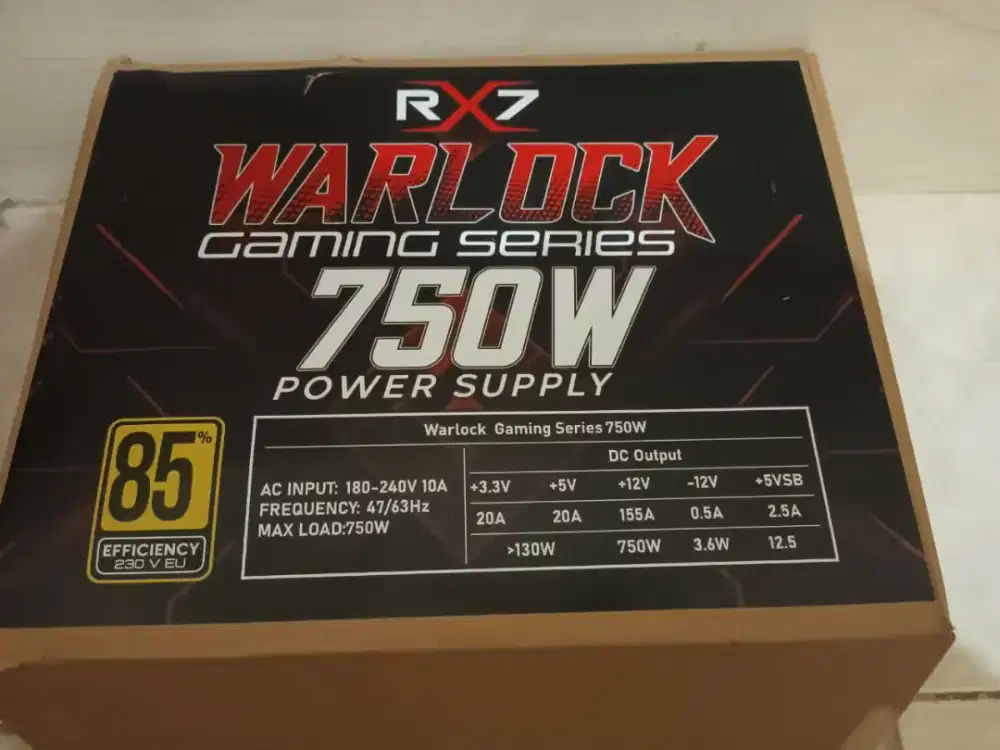 RX7
WARLOCK
GAMING SERIES
750W
POWER SUPPLY
85%
EFFICIENCY
230 V EU
Warlock Gaming Series 750W
DC Output
AC INPUT: 180-240V 10A
FREQUENCY: 47/63Hz
MAX LOAD:750W
+3.3V +5V +12V -12V +5VSB
20A 20A 155A 0.5A 2.5A
>130W 750W 3.6W 12.5